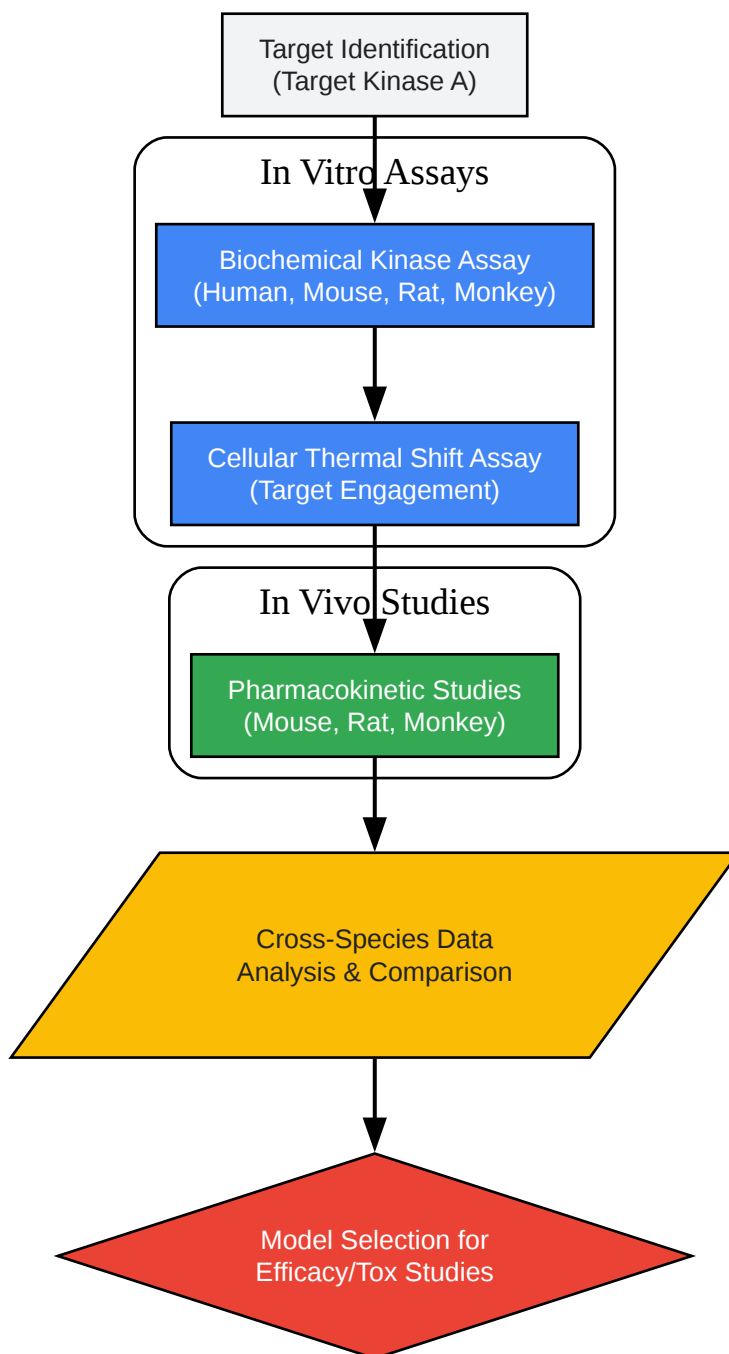 Target Identification
(Target Kinase A)
In Vitro Assays
Biochemical Kinase Assay
(Human, Mouse, Rat, Monkey)
Cellular Thermal Shift Assay
(Target Engagement)
In Vivo Studies
Pharmacokinetic Studies
(Mouse, Rat, Monkey)
Cross-Species Data
Analysis & Comparison
Model Selection for
Efficacy/Tox Studies